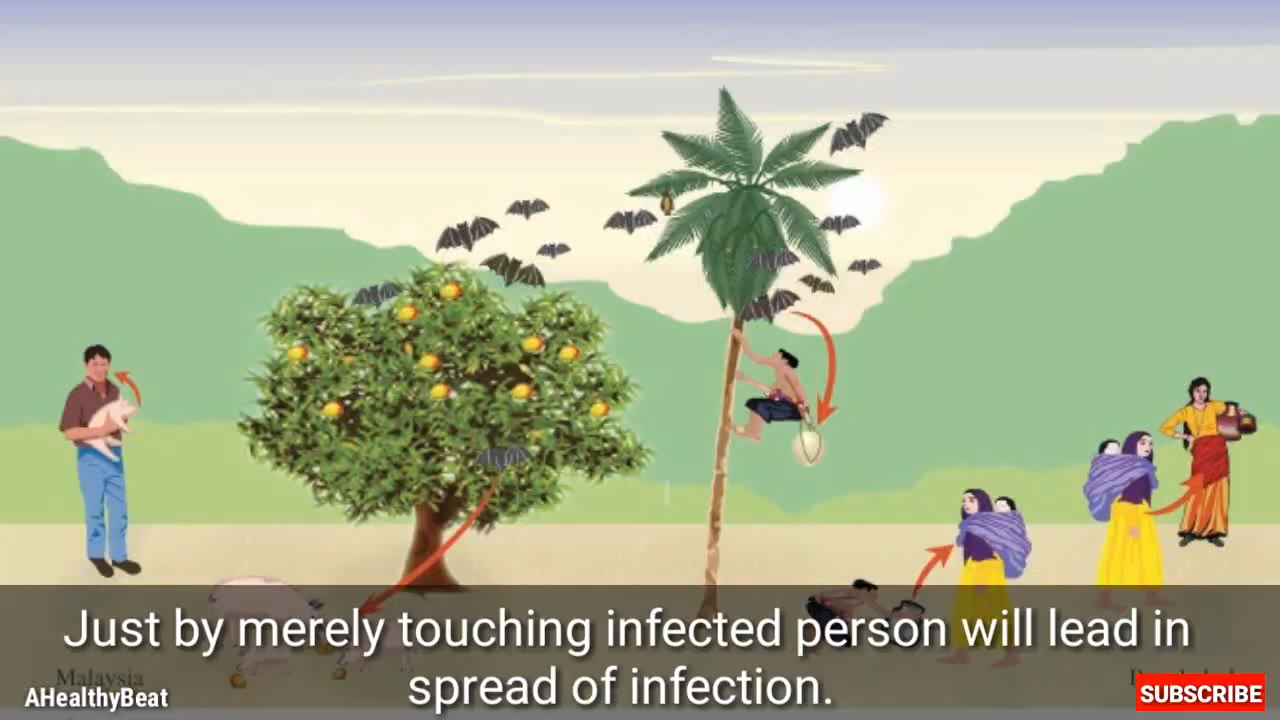 Just by merely touching infected person will lead in
spread of infection.
Malaysia
AHealthyBeat
SUBSCRIBE